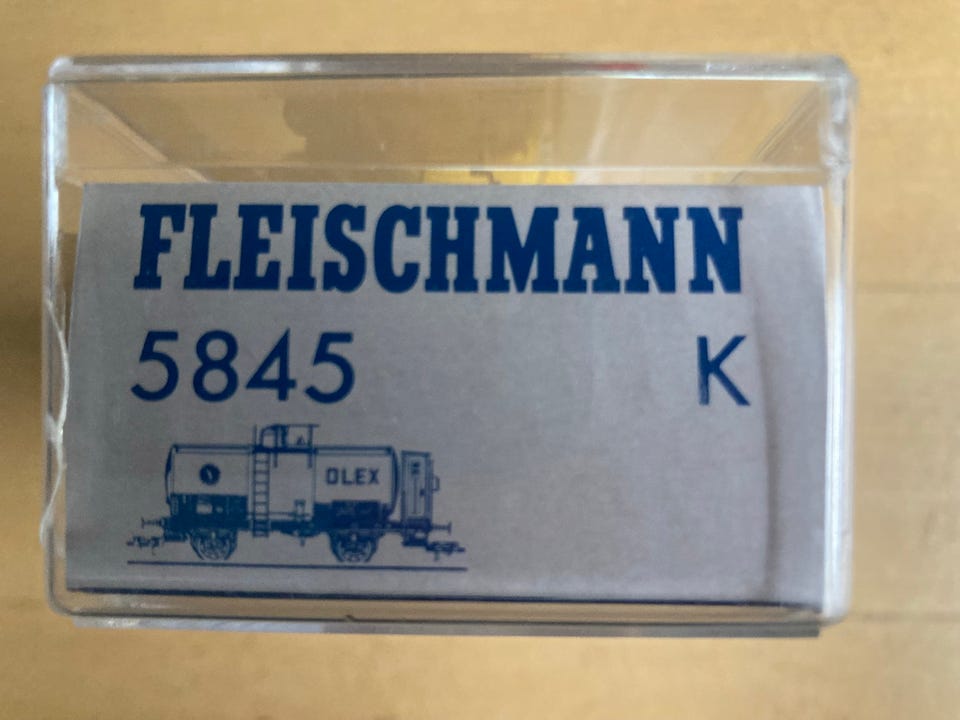 FLEISCHMANN
5845 K
OLEX